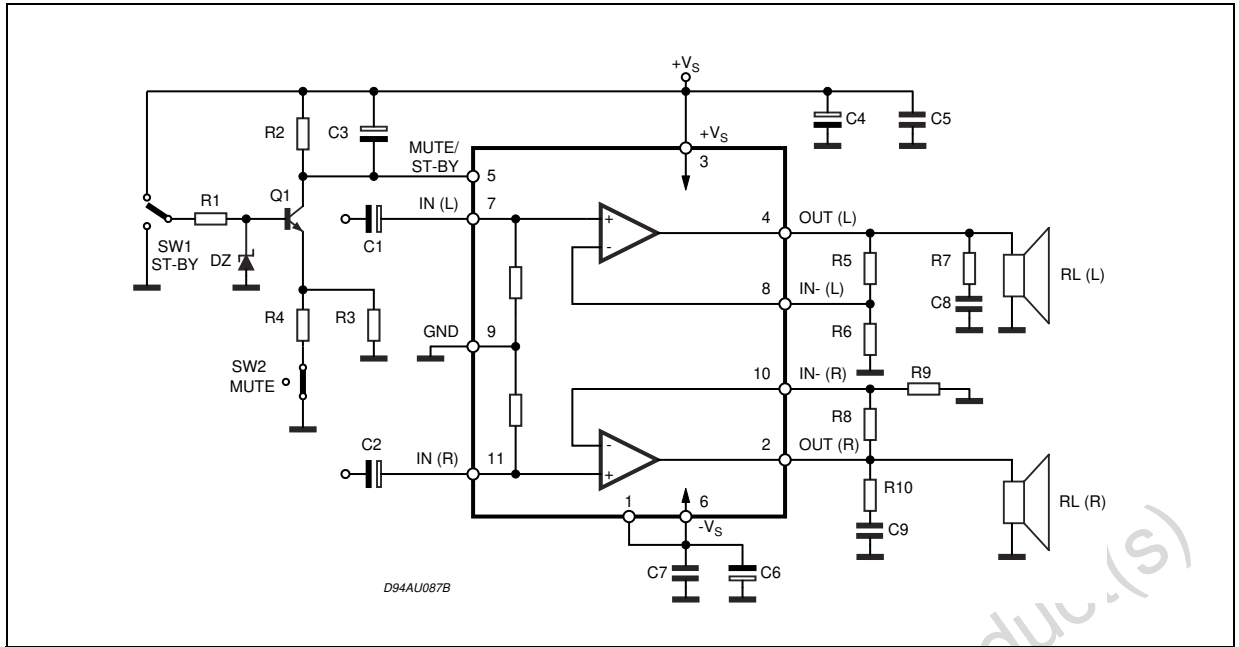 +VS
R2
C3
C4
C5
+VS
MUTE/
ST-BY
3
5
R1
Q1
IN (L)
7
4
OUT (L)
+
-
C1
SW1
ST-BY
DZ
R5
R7
RL (L)
8
IN- (L)
C8
R4
R3
R6
GND
9
SW2
MUTE
10
IN- (R)
R9
R8
C2
IN (R)
11
-
+
2
OUT (R)
R10
RL (R)
1
6
-VS
C9
C7
C6
D94AU087B
duct(s)